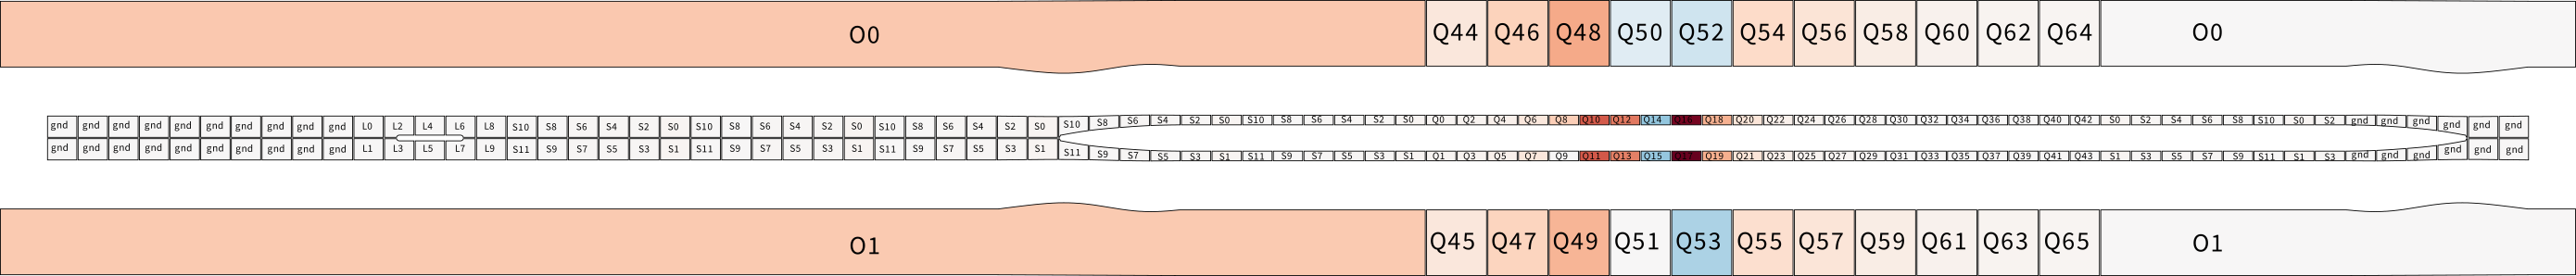 O0 Q44 Q46 Q48 Q50 Q52 Q54 Q56 Q58 Q60 Q62 Q64 O0
gnd gnd gnd gnd gnd gnd gnd gnd gnd gnd L0 L2 L4 L6 L8 S10 S8 S6 S4 S2 S0 S10 S8 S6 S4 S2 S0 S10 S8 S6 S4 S2 S0 S10 S8 S6 S4 S2 S0 S10 S8 S6 S4 S2 S0 Q0 Q2 Q4 Q6 Q8 Q10 Q12 Q14 Q16 Q18 Q20 Q22 Q24 Q26 Q28 Q30 Q32 Q34 Q36 Q38 Q40 Q42 S0 S2 S4 S6 S8 S10 S0 S2 gnd gnd gnd gnd gnd gnd
gnd gnd gnd gnd gnd gnd gnd gnd gnd gnd L1 L3 L5 L7 L9 S11 S9 S7 S5 S3 S1 S11 S9 S7 S5 S3 S1 S11 S9 S7 S5 S3 S1 S11 S9 S7 S5 S3 S1 S11 S9 S7 S5 S3 S1 Q1 Q3 Q5 Q7 Q9 Q11 Q13 Q15 Q17 Q19 Q21 Q23 Q25 Q27 Q29 Q31 Q33 Q35 Q37 Q39 Q41 Q43 S1 S3 S5 S7 S9 S11 S1 S3 gnd gnd gnd gnd gnd gnd
O1 Q45 Q47 Q49 Q51 Q53 Q55 Q57 Q59 Q61 Q63 Q65 O1